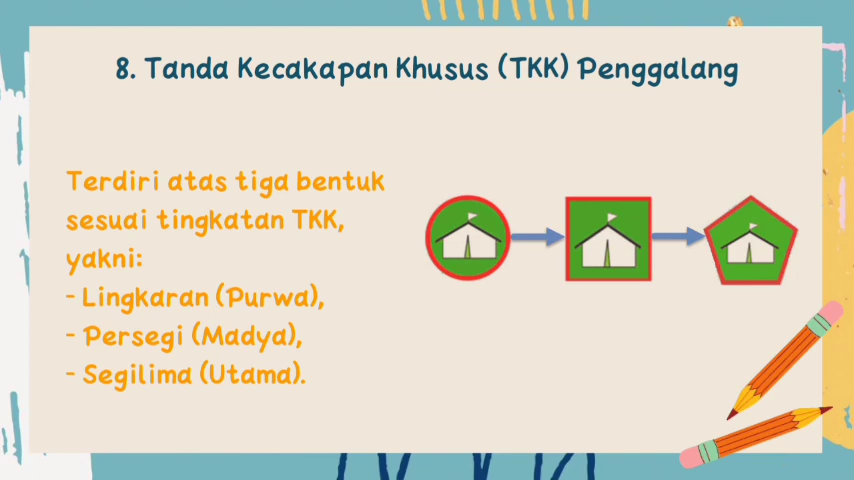 8. Tanda Kecakapan Khusus (TKK) Penggalang
Terdiri atas tiga bentuk
sesuai tingkatan TKK,
yakni:
- Lingkaran (Purwa),
- Persegi (Madya),
- Segilima (Utama).